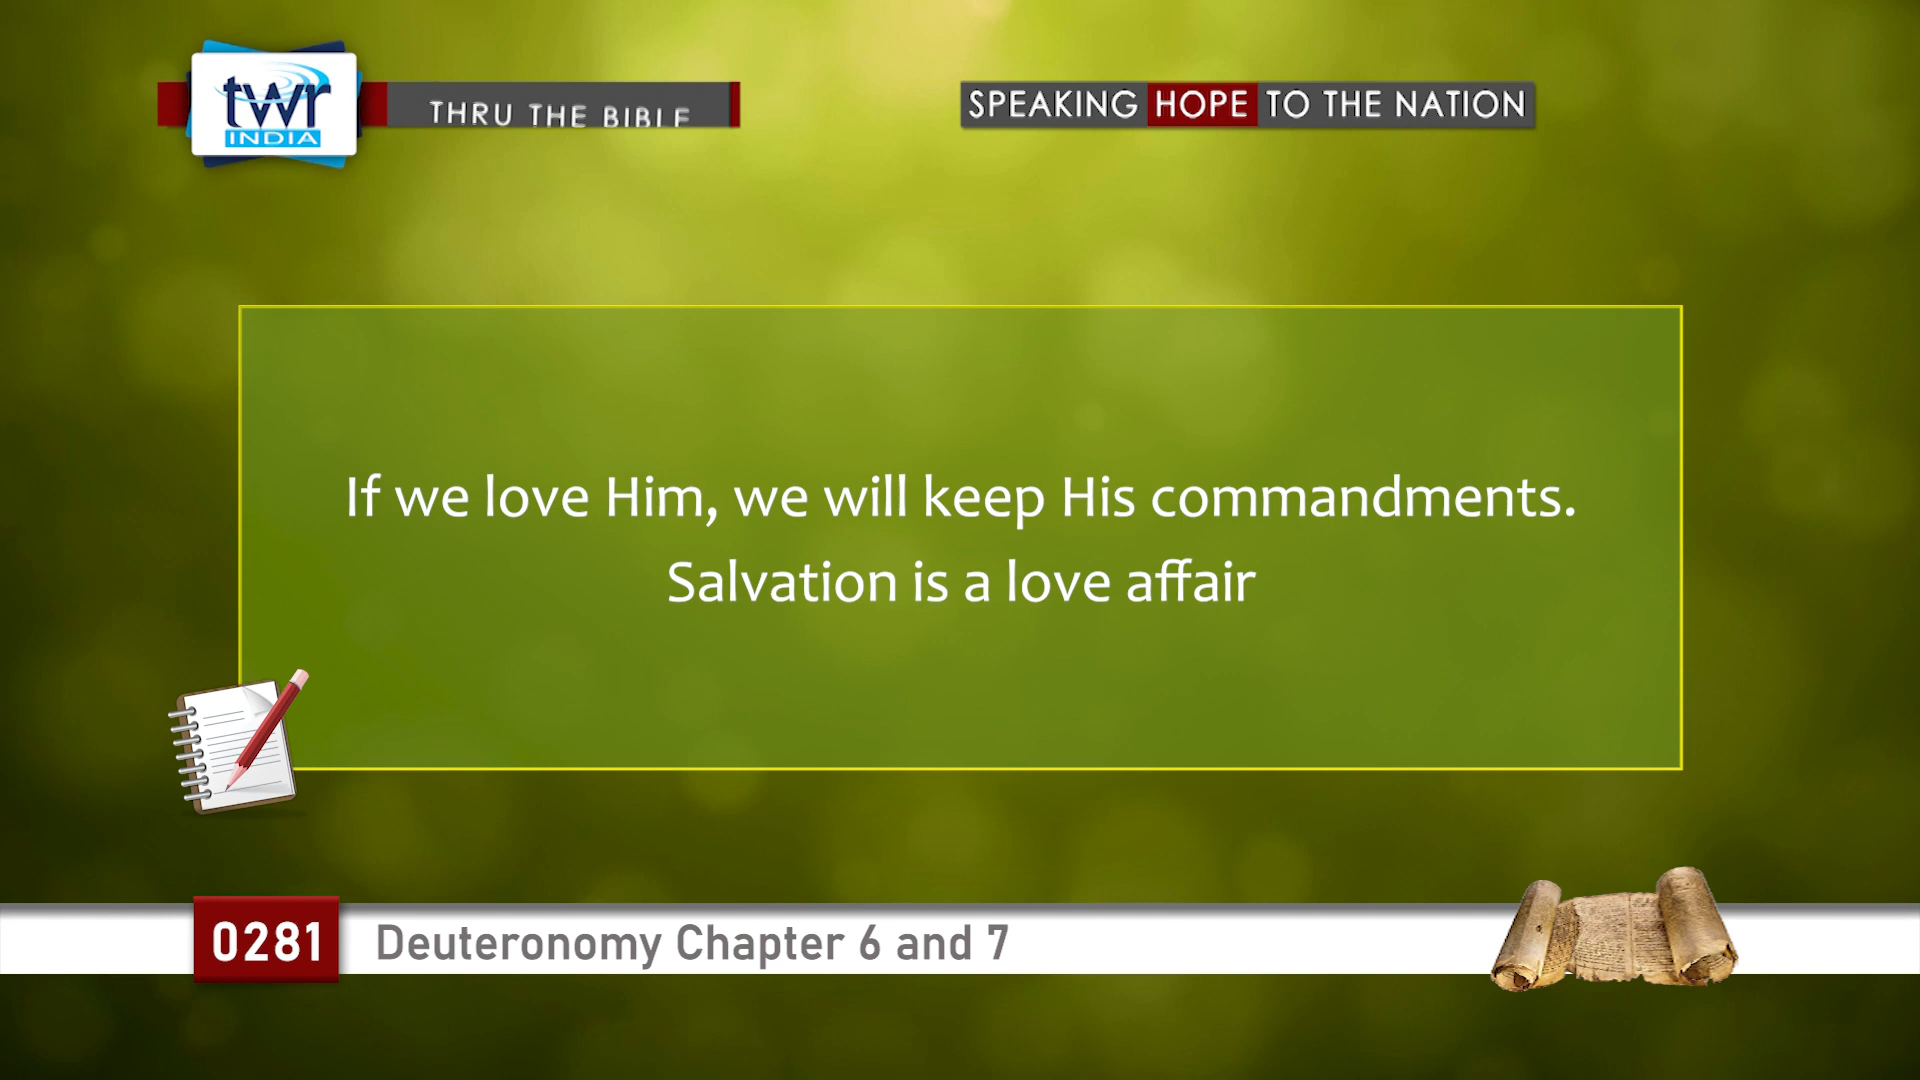 twr
INDIA
THRU THE BIBLE
SPEAKING HOPE TO THE NATION
If we love Him, we will keep His commandments.
Salvation is a love affair
0281
Deuteronomy Chapter 6 and 7